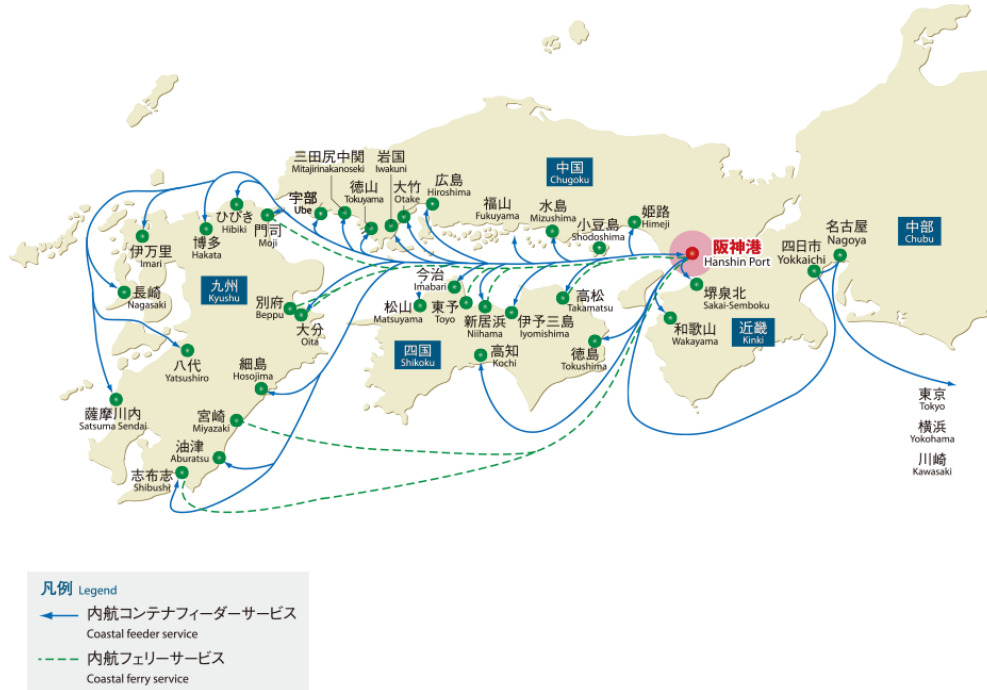 三田尻中関
Mitajirinakanoseki
岩国
Iwakuni
宇部
Ube
徳山
Tokuyama
大竹
Otake
広島
Hiroshima
中国
Chugoku
福山
Fukuyama
水島
Mizushima
小豆島
Shodoshima
姫路
Himeji
阪神港
Hanshin Port
四日市
Yokkaichi
名古屋
Nagoya
中部
Chubu
ひびき
Hibiki
門司
Moji
博多
Hakata
伊万里
Imari
長崎
Nagasaki
九州
Kyushu
別府
Beppu
大分
Oita
今治
Imabari
松山
Matsuyama
東予
Toyo
新居浜
Niihama
伊予三島
Iyomishima
高松
Takamatsu
堺泉北
Sakai-Semboku
和歌山
Wakayama
近畿
Kinki
四国
Shikoku
高知
Kochi
徳島
Tokushima
八代
Yatsushiro
細島
Hosojima
薩摩川内
Satsuma Sendai
宮崎
Miyazaki
油津
Aburatsu
志布志
Shibushi
東京
Tokyo
横浜
Yokohama
川崎
Kawasaki
凡例 Legend
内航コンテナフィーダーサービス
Coastal feeder service
内航フェリーサービス
Coastal ferry service